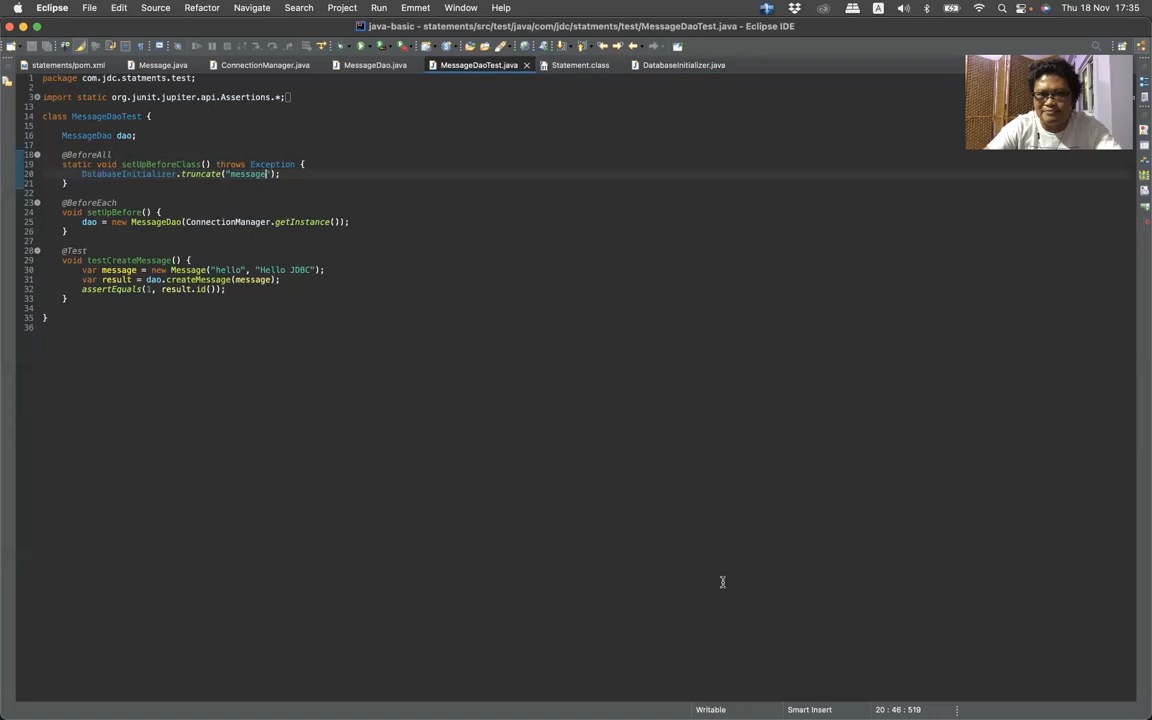 Eclipse File Edit Source Refactor Navigate Search Project Run Emmet Window Help A Thu 18 Nov 17:35
java-basic - statements/src/test/java/com/jdc/statments/test/MessageDaoTest.java - Eclipse IDE
statements/pom.xml Message.java ConnectionManager.java MessageDao.java MessageDaoTest.java Statement.class DatabaseInitializer.java
1 package com.jdc.statments.test;
2
3 import static org.junit.jupiter.api.Assertions.*;
13
14 class MessageDaoTest {
15
16 MessageDao dao;
17
18 @BeforeAll
19 static void setUpBeforeClass() throws Exception {
20 DatabaseInitializer.truncate("message");
21 }
22
23 @BeforeEach
24 void setUpBefore() {
25 dao = new MessageDao(ConnectionManager.getInstance());
26 }
27
28 @Test
29 void testCreateMessage() {
30 var message = new Message("hello", "Hello JDBC");
31 var result = dao.createMessage(message);
32 assertEquals(1, result.id());
33 }
34
35 }
36
Writable Smart Insert 20 : 46 : 519